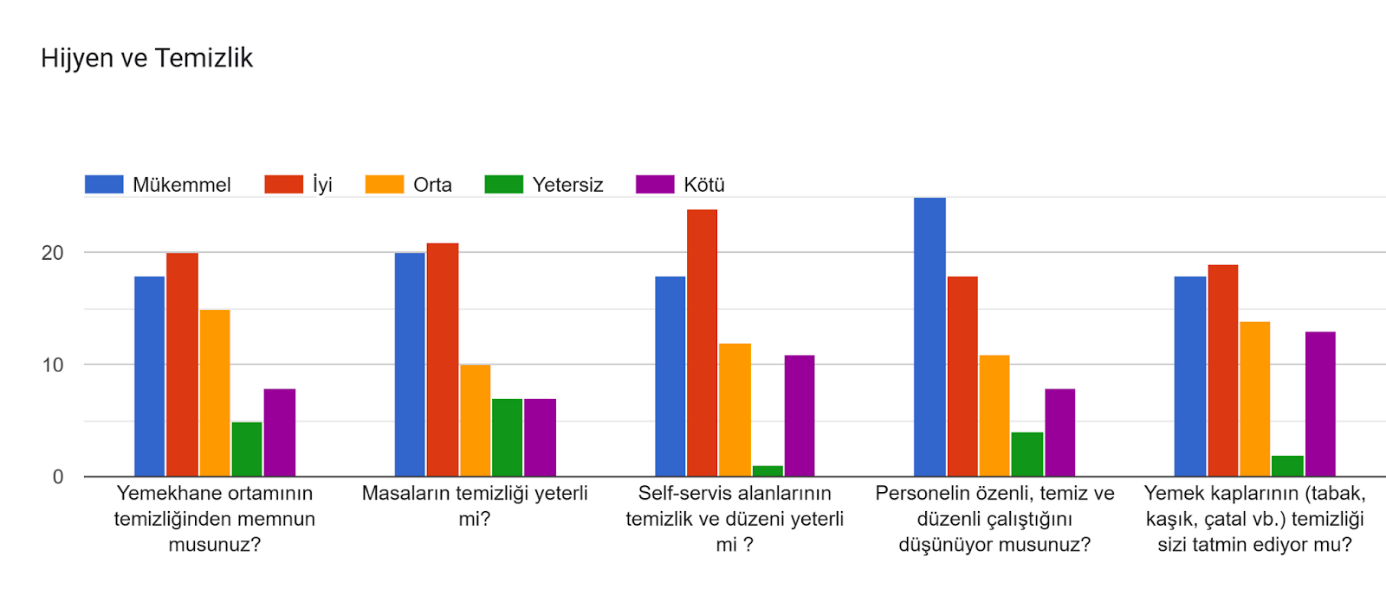 Hijyen ve Temizlik
Mükemmel İyi Orta Yetersiz Kötü
20
10
0
Yemekhane ortamının
temizliğinden memnun
musunuz?
Masaların temizliği yeterli
mi?
Self-servis alanlarının
temizlik ve düzeni yeterli
mi ?
Personelin özenli, temiz ve
düzenli çalıştığını
düşünüyor musunuz?
Yemek kaplarının (tabak,
kaşık, çatal vb.) temizliği
sizi tatmin ediyor mu?